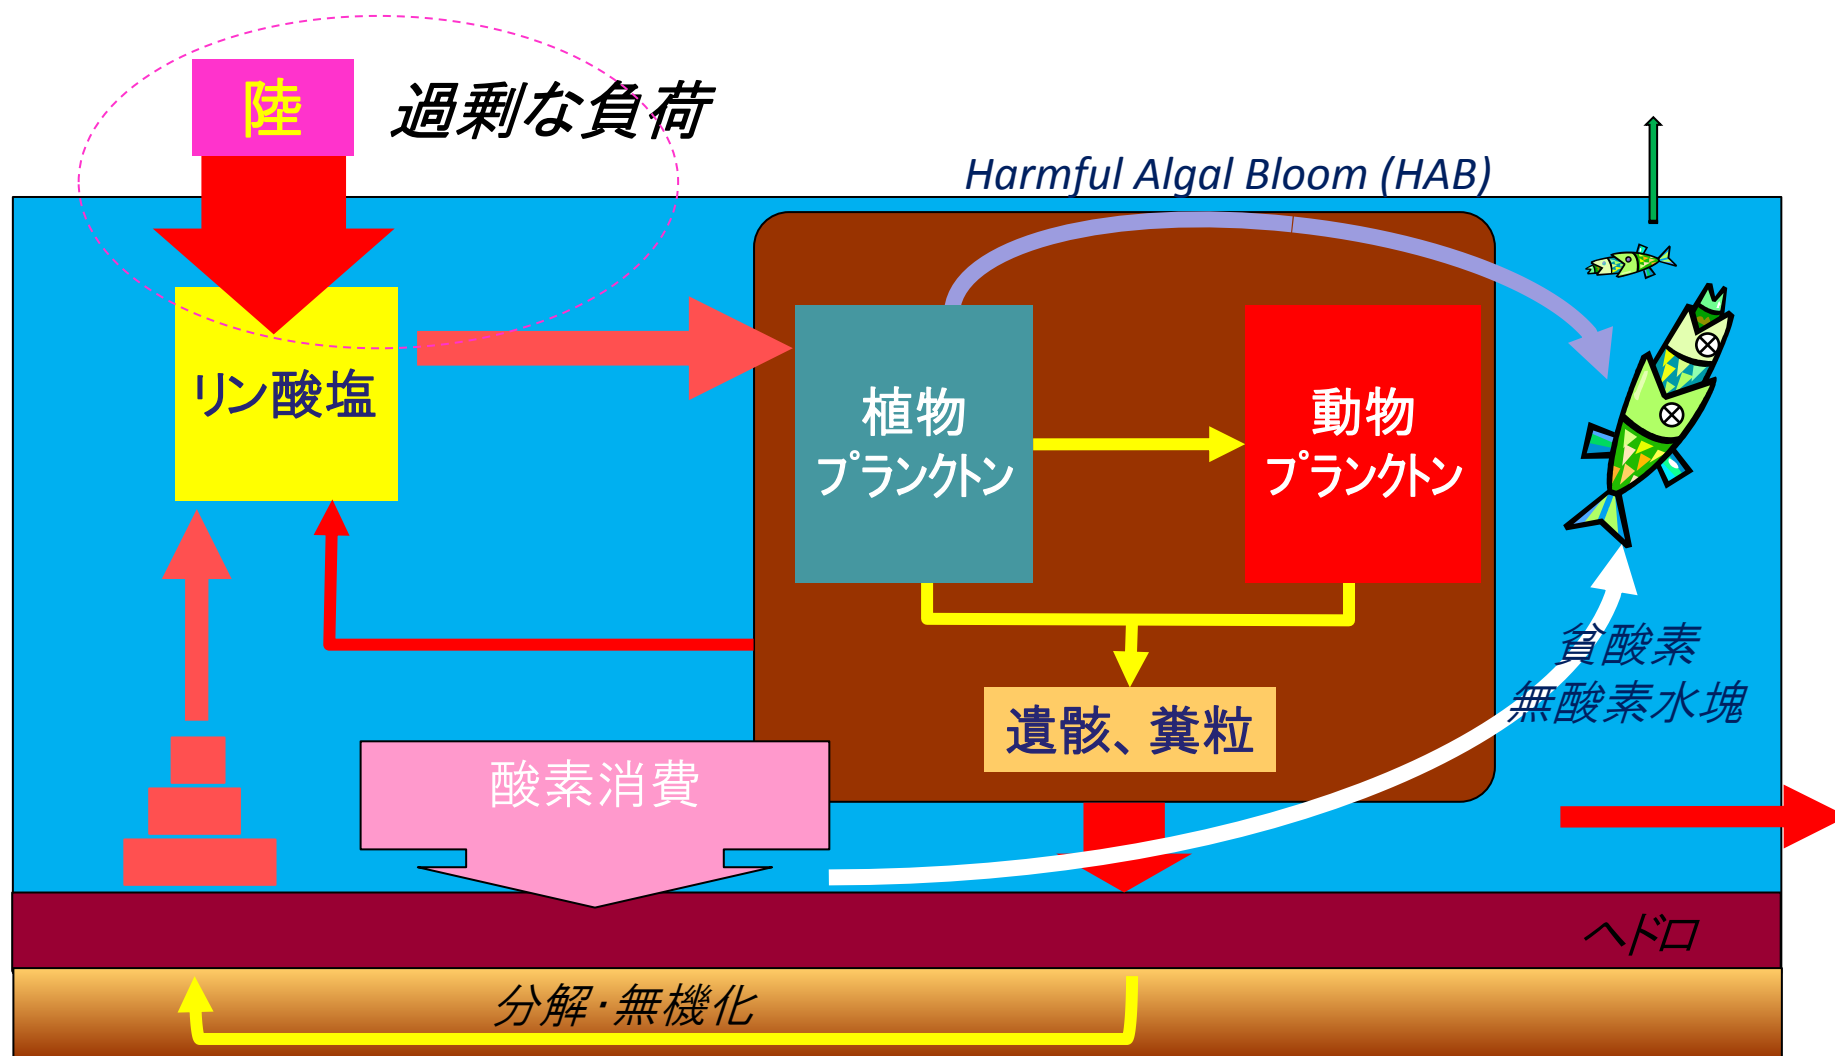 陸
過剰な負荷
Harmful Algal Bloom (HAB)
リン酸塩
植物
プランクトン
動物
プランクトン
遺骸、糞粒
貧酸素
無酸素水塊
酸素消費
ヘドロ
分解・無機化